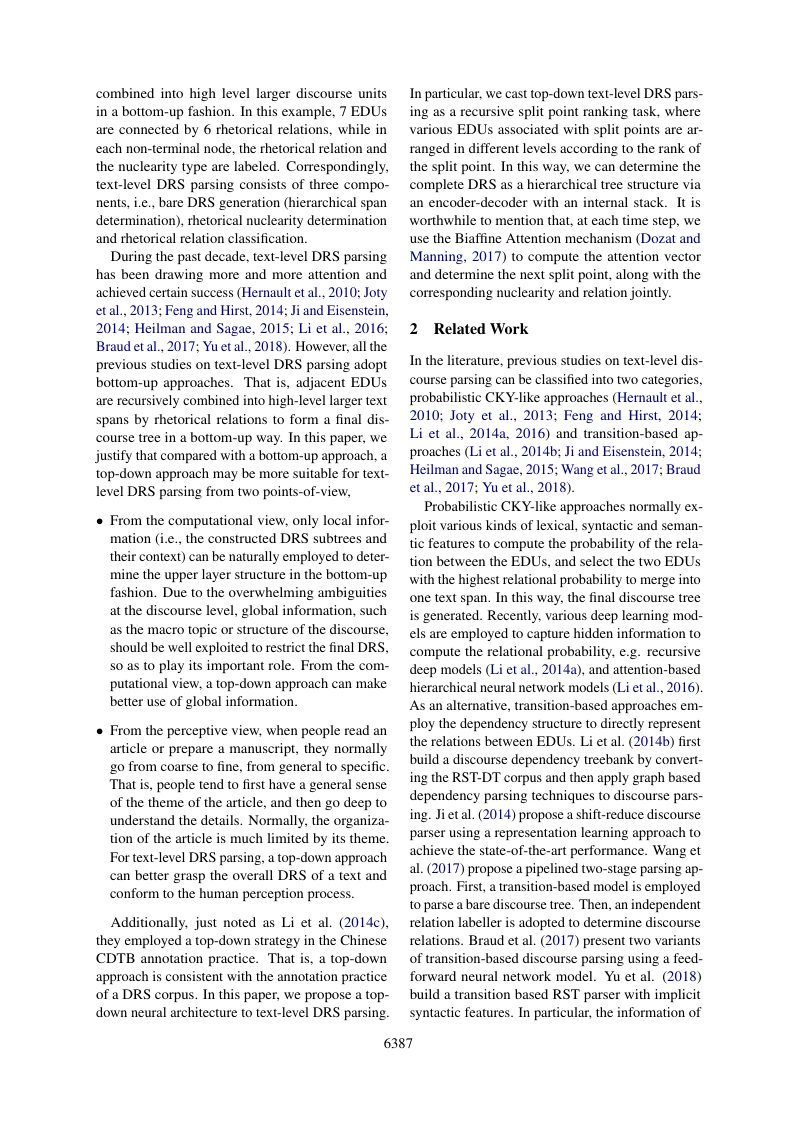 combined into high level larger discourse units
in a bottom-up fashion. In this example, 7 EDUs
are connected by 6 rhetorical relations, while in
each non-terminal node, the rhetorical relation and
the nuclearity type are labeled. Correspondingly,
text-level DRS parsing consists of three compo-
nents, i.e., bare DRS generation (hierarchical span
determination), rhetorical nuclearity determination
and rhetorical relation classification.
During the past decade, text-level DRS parsing
has been drawing more and more attention and
achieved certain success (Hernault et al., 2010; Joty
et al., 2013; Feng and Hirst, 2014; Ji and Eisenstein,
2014; Heilman and Sagae, 2015; Li et al., 2016;
Braud et al., 2017; Yu et al., 2018). However, all the
previous studies on text-level DRS parsing adopt
bottom-up approaches. That is, adjacent EDUs
are recursively combined into high-level larger text
spans by rhetorical relations to form a final dis-
course tree in a bottom-up way. In this paper, we
justify that compared with a bottom-up approach, a
top-down approach may be more suitable for text-
level DRS parsing from two points-of-view,
• From the computational view, only local infor-
mation (i.e., the constructed DRS subtrees and
their context) can be naturally employed to deter-
mine the upper layer structure in the bottom-up
fashion. Due to the overwhelming ambiguities
at the discourse level, global information, such
as the macro topic or structure of the discourse,
should be well exploited to restrict the final DRS,
so as to play its important role. From the com-
putational view, a top-down approach can make
better use of global information.
• From the perceptive view, when people read an
article or prepare a manuscript, they normally
go from coarse to fine, from general to specific.
That is, people tend to first have a general sense
of the theme of the article, and then go deep to
understand the details. Normally, the organiza-
tion of the article is much limited by its theme.
For text-level DRS parsing, a top-down approach
can better grasp the overall DRS of a text and
conform to the human perception process.
Additionally, just noted as Li et al. (2014c),
they employed a top-down strategy in the Chinese
CDTB annotation practice. That is, a top-down
approach is consistent with the annotation practice
of a DRS corpus. In this paper, we propose a top-
down neural architecture to text-level DRS parsing.
In particular, we cast top-down text-level DRS pars-
ing as a recursive split point ranking task, where
various EDUs associated with split points are ar-
ranged in different levels according to the rank of
the split point. In this way, we can determine the
complete DRS as a hierarchical tree structure via
an encoder-decoder with an internal stack. It is
worthwhile to mention that, at each time step, we
use the Biaffine Attention mechanism (Dozat and
Manning, 2017) to compute the attention vector
and determine the next split point, along with the
corresponding nuclearity and relation jointly.
2 Related Work
In the literature, previous studies on text-level dis-
course parsing can be classified into two categories,
probabilistic CKY-like approaches (Hernault et al.,
2010; Joty et al., 2013; Feng and Hirst, 2014;
Li et al., 2014a, 2016) and transition-based ap-
proaches (Li et al., 2014b; Ji and Eisenstein, 2014;
Heilman and Sagae, 2015; Wang et al., 2017; Braud
et al., 2017; Yu et al., 2018).
Probabilistic CKY-like approaches normally ex-
ploit various kinds of lexical, syntactic and seman-
tic features to compute the probability of the rela-
tion between the EDUs, and select the two EDUs
with the highest relational probability to merge into
one text span. In this way, the final discourse tree
is generated. Recently, various deep learning mod-
els are employed to capture hidden information to
compute the relational probability, e.g. recursive
deep models (Li et al., 2014a), and attention-based
hierarchical neural network models (Li et al., 2016).
As an alternative, transition-based approaches em-
ploy the dependency structure to directly represent
the relations between EDUs. Li et al. (2014b) first
build a discourse dependency treebank by convert-
ing the RST-DT corpus and then apply graph based
dependency parsing techniques to discourse pars-
ing. Ji et al. (2014) propose a shift-reduce discourse
parser using a representation learning approach to
achieve the state-of-the-art performance. Wang et
al. (2017) propose a pipelined two-stage parsing ap-
proach. First, a transition-based model is employed
to parse a bare discourse tree. Then, an independent
relation labeller is adopted to determine discourse
relations. Braud et al. (2017) present two variants
of transition-based discourse parsing using a feed-
forward neural network model. Yu et al. (2018)
build a transition based RST parser with implicit
syntactic features. In particular, the information of
6387